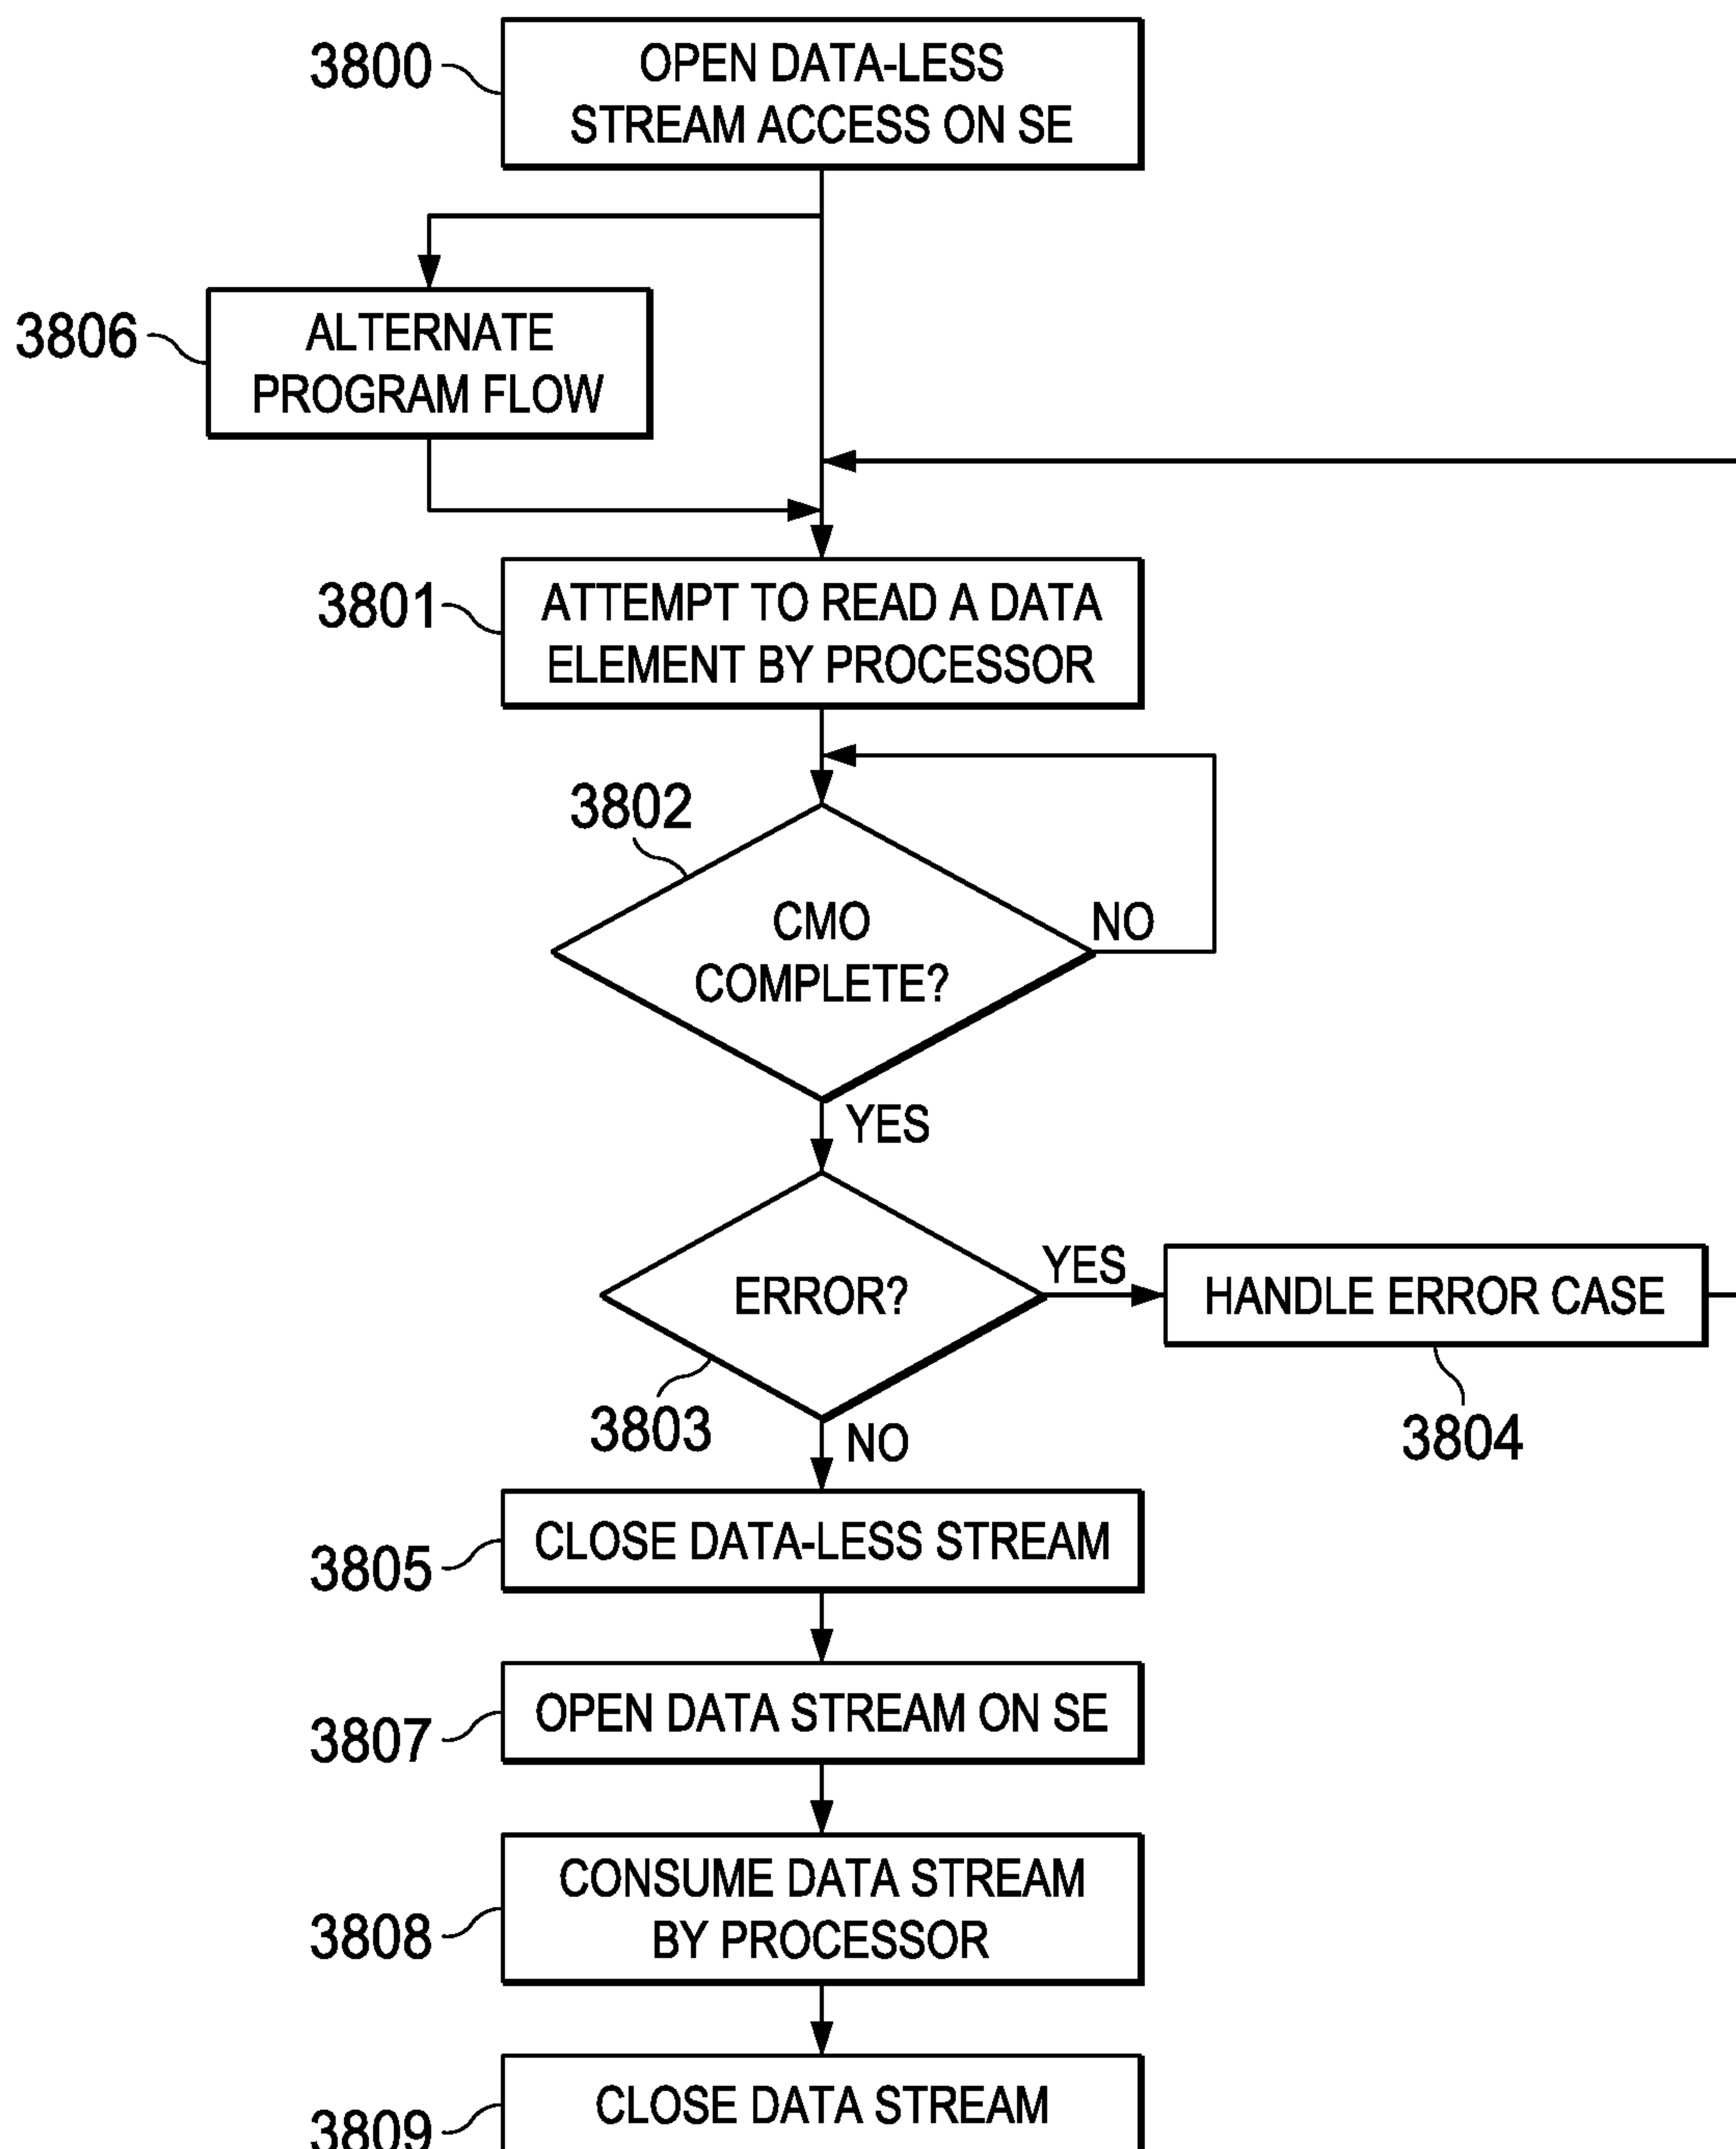 3800
OPEN DATA-LESS
STREAM ACCESS ON SE
3806
ALTERNATE
PROGRAM FLOW
3801
ATTEMPT TO READ A DATA
ELEMENT BY PROCESSOR
3802
CMO
COMPLETE?
NO
YES
ERROR?
YES
HANDLE ERROR CASE
3803
3804
NO
3805
CLOSE DATA-LESS STREAM
3807
OPEN DATA STREAM ON SE
3808
CONSUME DATA STREAM
BY PROCESSOR
3809
CLOSE DATA STREAM